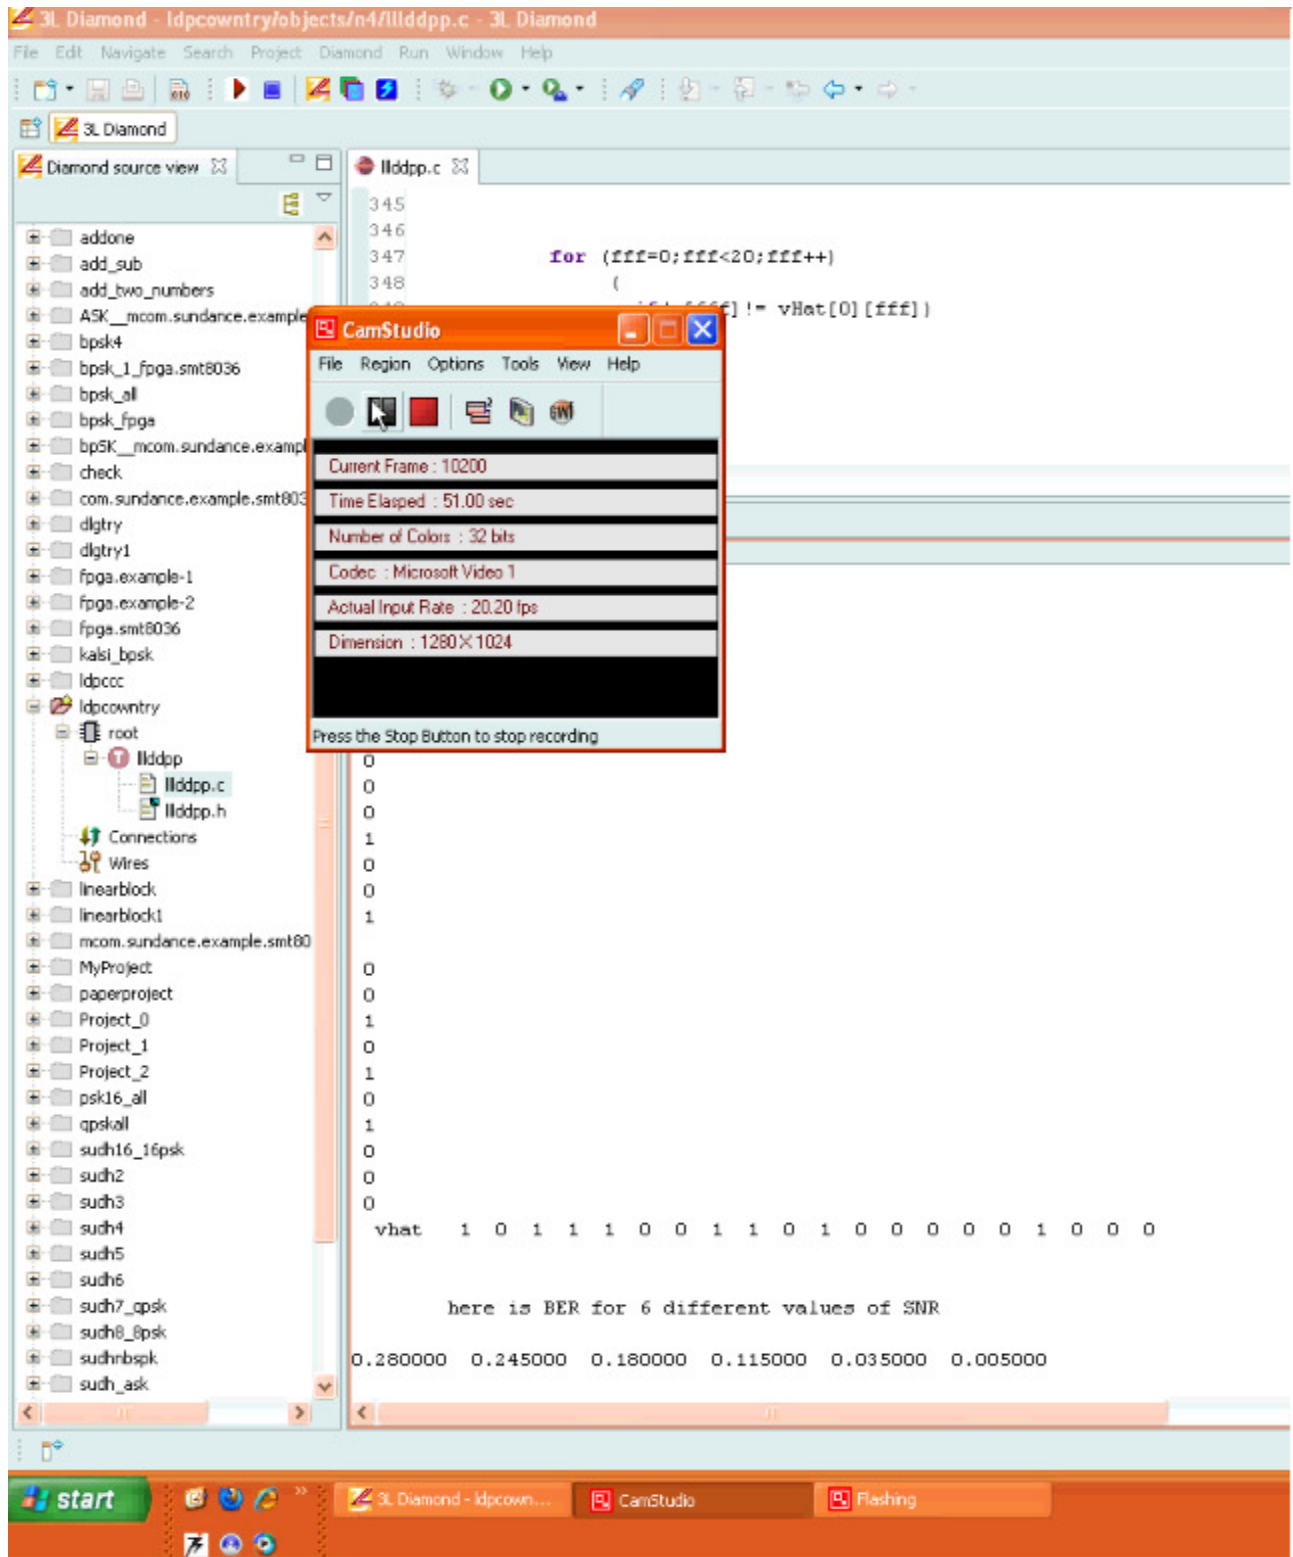 3L Diamond - ldpcowntry/objects/n4/lllddpp.c - 3L Diamond
File Edit Navigate Search Project Diamond Run Window Help
3L Diamond
Diamond source view
lllddpp.c
addone
add_sub
add_two_numbers
ASK__mcom.sundance.example
bpsk4
bpsk_1_fpga.smt8036
bpsk_all
bpsk_fpga
bpSK__mcom.sundance.exampl
check
com.sundance.example.smt803
dlgtry
dlgtry1
fpga.example-1
fpga.example-2
fpga.smt8036
kalsi_bpsk
ldpccc
ldpcowntry
root
T lllddpp
lllddpp.c
lllddpp.h
Connections
Wires
linearblock
linearblock1
mcom.sundance.example.smt80
MyProject
paperproject
Project_0
Project_1
Project_2
psk16_all
qpskall
sudh16_16psk
sudh2
sudh3
sudh4
sudh5
sudh6
sudh7_qpsk
sudh8_8psk
sudhnbspk
sudh_ask
345
346
347 for (fff=0;fff<20;fff++)
348 {
]!= vHat[0][fff])
CamStudio
File Region Options Tools View Help
Current Frame : 10200
Time Elasped : 51.00 sec
Number of Colors : 32 bits
Codec : Microsoft Video 1
Actual Input Rate : 20.20 fps
Dimension : 1280 X 1024
Press the Stop Button to stop recording
0
0
0
1
0
0
1
0
0
1
0
1
0
1
0
0
0
vhat 1 0 1 1 1 0 0 1 1 0 1 0 0 0 0 0 1 0 0 0
here is BER for 6 different values of SNR
0.280000 0.245000 0.180000 0.115000 0.035000 0.005000
start
3L Diamond - ldpcown...
CamStudio
Flashing